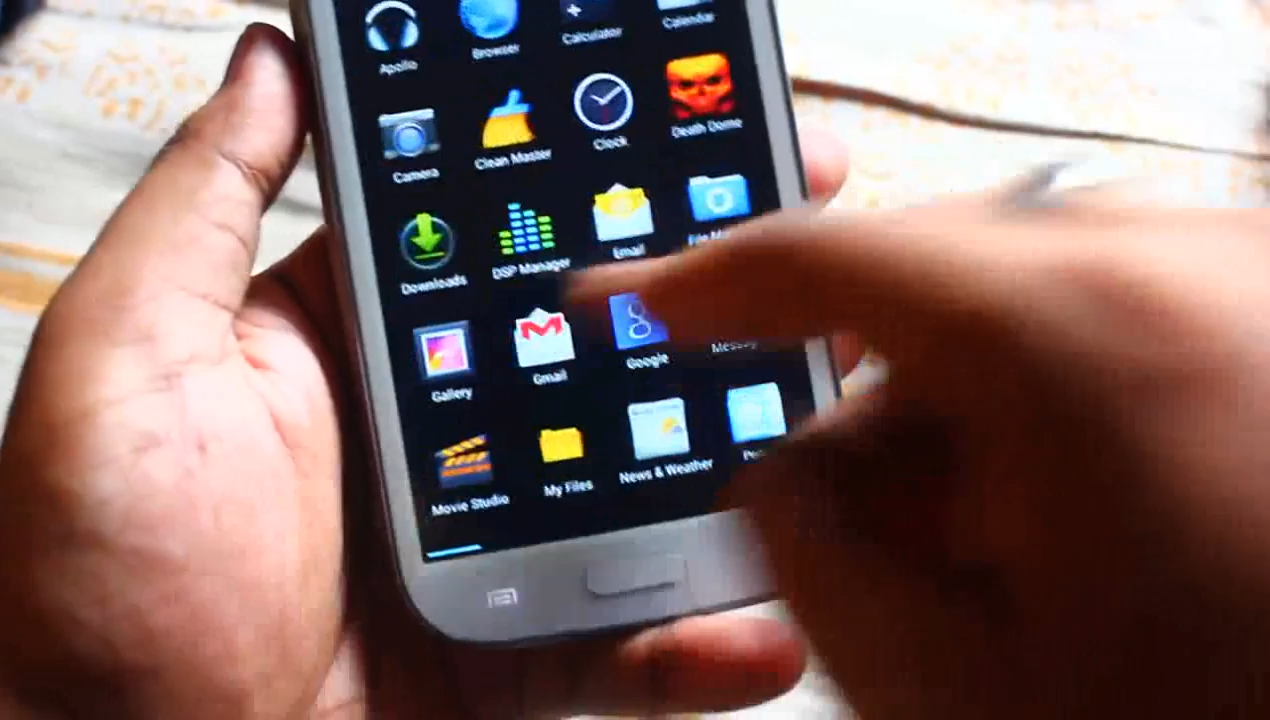 Apollo
Browser
Calculator
Calendar
Camera
Clean Master
Clock
Death Dome
Downloads
DSP Manager
Email
Gallery
Gmail
Google
Movie Studio
My Files
News & Weather